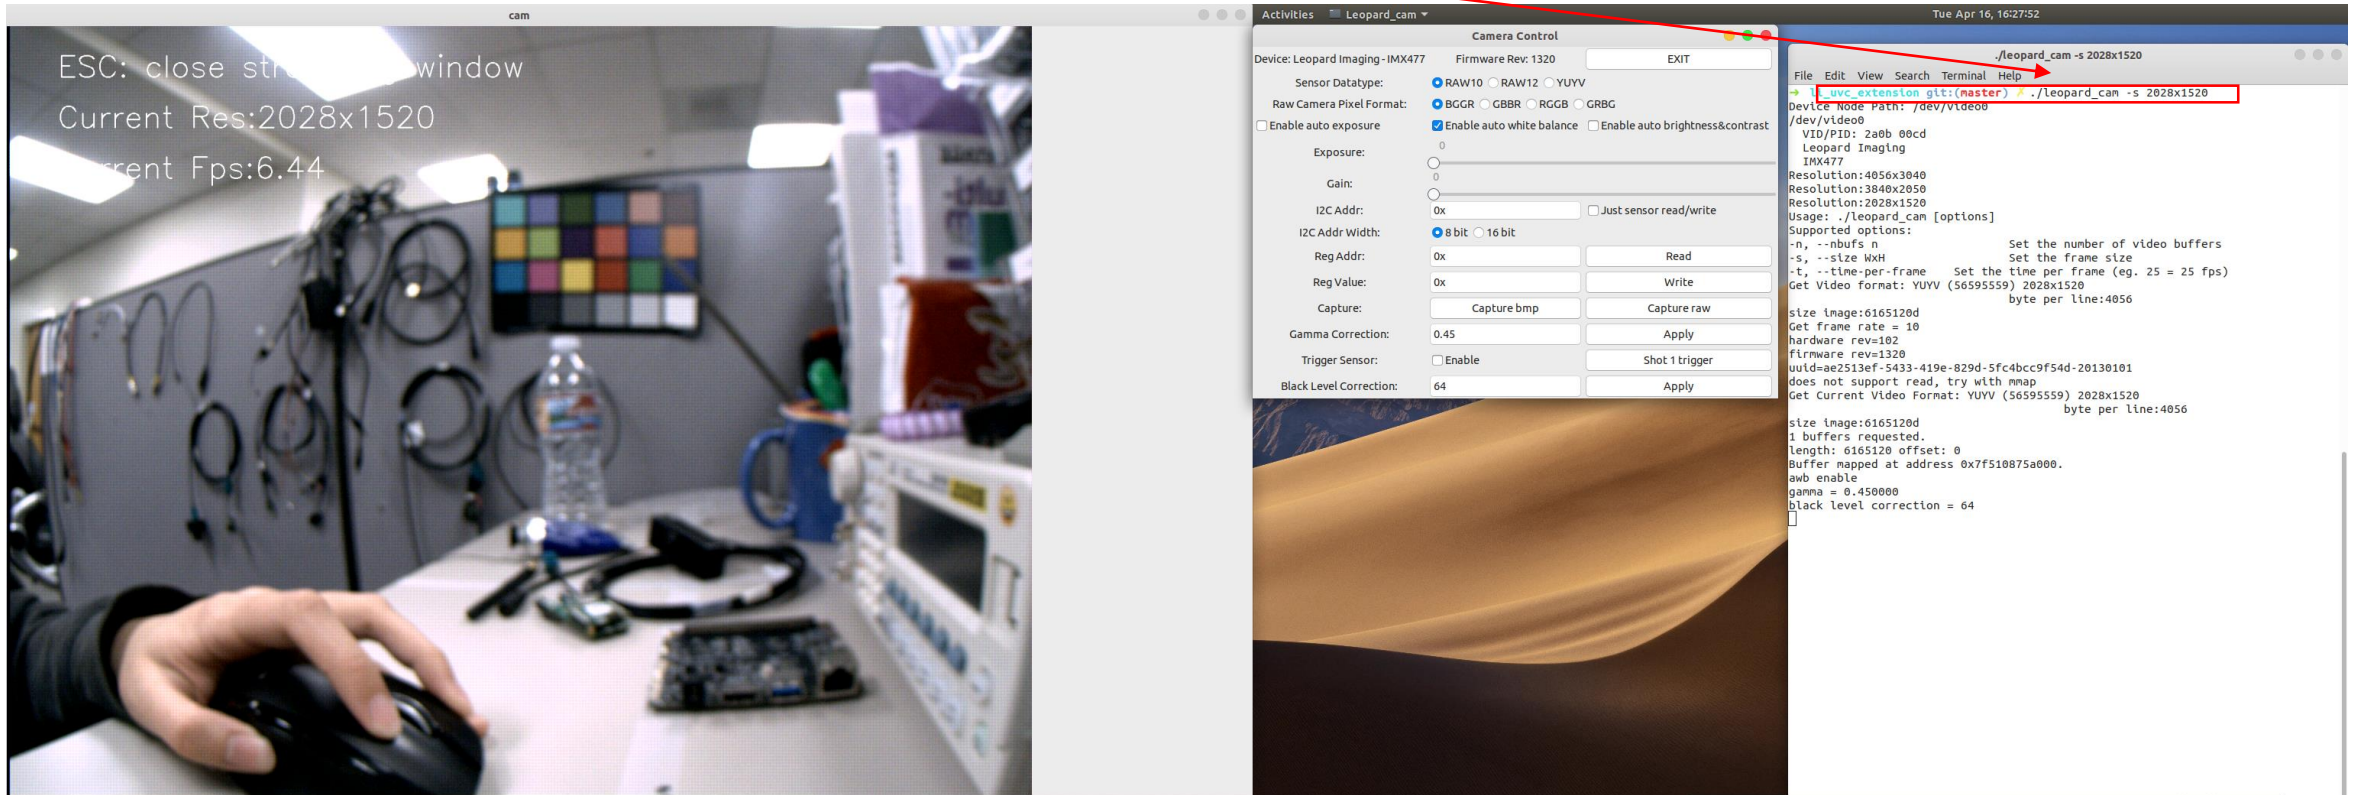 cam
ESC: close str window
Current Res:2028x1520
rent Fps:6.44
Activities Leopard_cam
Tue Apr 16, 16:27:52
Camera Control
Device: Leopard Imaging - IMX477 Firmware Rev: 1320 EXIT
Sensor Datatype: RAW10 RAW12 YUYV
Raw Camera Pixel Format: BGGR GBBR RGGB GRBG
Enable auto exposure Enable auto white balance Enable auto brightness&contrast
Exposure: 0
Gain: 0
I2C Addr: 0x Just sensor read/write
I2C Addr Width: 8 bit 16 bit
Reg Addr: 0x Read
Reg Value: 0x Write
Capture: Capture bmp Capture raw
Gamma Correction: 0.45 Apply
Trigger Sensor: Enable Shot 1 trigger
Black Level Correction: 64 Apply
./leopard_cam -s 2028x1520
File Edit View Search Terminal Help
→ li_uvc_extension git:(master) ✗ ./leopard_cam -s 2028x1520
Device Node Path: /dev/video0
/dev/video0
VID/PID: 2a0b 00cd
Leopard Imaging
IMX477
Resolution:4056x3040
Resolution:3840x2050
Resolution:2028x1520
Usage: ./leopard_cam [options]
Supported options:
-n, --nbufs n Set the number of video buffers
-s, --size WxH Set the frame size
-t, --time-per-frame Set the time per frame (eg. 25 = 25 fps)
Get Video format: YUYV (56595559) 2028x1520
byte per line:4056
size image:6165120d
Get frame rate = 10
hardware rev=102
firmware rev=1320
uuid=ae2513ef-5433-419e-829d-5fc4bcc9f54d-20130101
does not support read, try with mmap
Get Current Video Format: YUYV (56595559) 2028x1520
byte per line:4056
size image:6165120d
1 buffers requested.
length: 6165120 offset: 0
Buffer mapped at address 0x7f510875a000.
awb enable
gamma = 0.450000
black level correction = 64